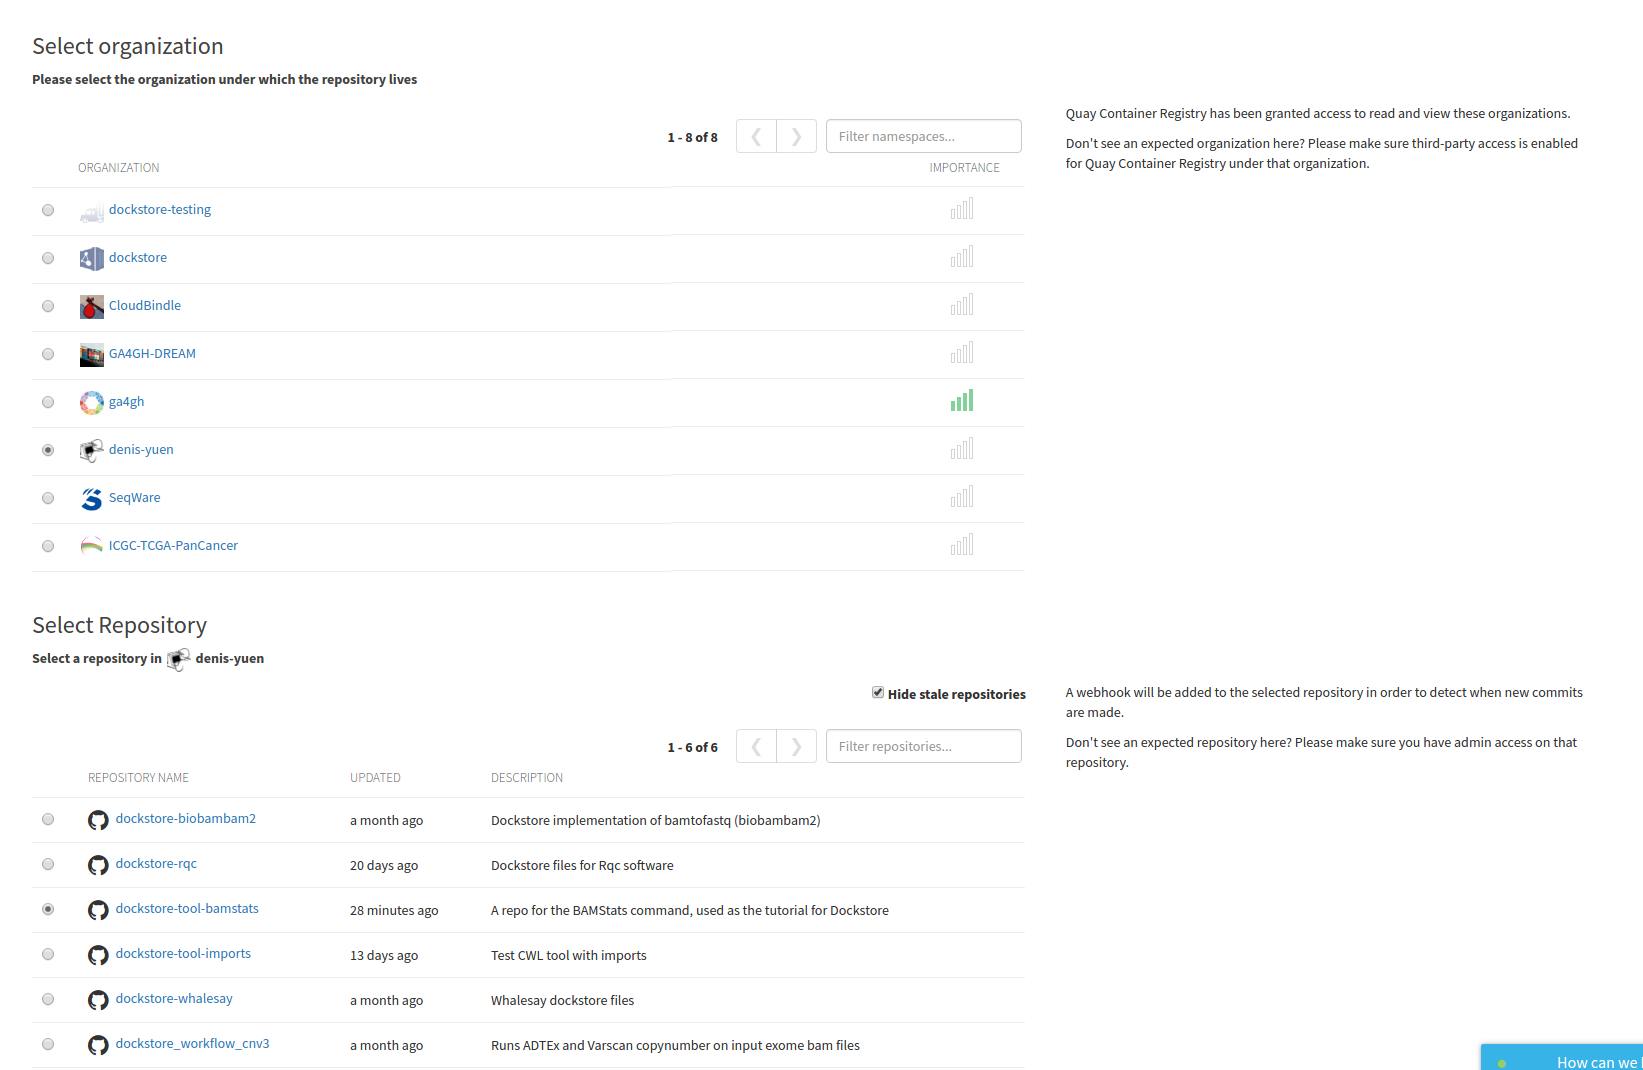 Select organization
Please select the organization under which the repository lives
1 - 8 of 8
Filter namespaces...
Quay Container Registry has been granted access to read and view these organizations.
Don't see an expected organization here? Please make sure third-party access is enabled
for Quay Container Registry under that organization.
ORGANIZATION IMPORTANCE
dockstore-testing
dockstore
CloudBindle
GA4GH-DREAM
ga4gh
denis-yuen
SeqWare
ICGC-TCGA-PanCancer
Select Repository
Select a repository in denis-yuen
Hide stale repositories
1 - 6 of 6
Filter repositories...
A webhook will be added to the selected repository in order to detect when new commits
are made.
Don't see an expected repository here? Please make sure you have admin access on that
repository.
REPOSITORY NAME UPDATED DESCRIPTION
dockstore-biobambam2 a month ago Dockstore implementation of bamtofastq (biobambam2)
dockstore-rqc 20 days ago Dockstore files for Rqc software
dockstore-tool-bamstats 28 minutes ago A repo for the BAMStats command, used as the tutorial for Dockstore
dockstore-tool-imports 13 days ago Test CWL tool with imports
dockstore-whalesay a month ago Whalesay dockstore files
dockstore_workflow_cnv3 a month ago Runs ADTEx and Varscan copynumber on input exome bam files
How can we